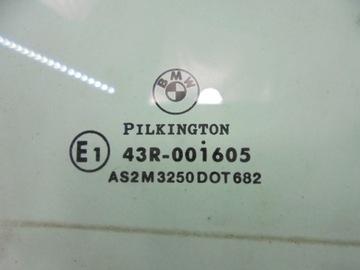 BMW
PILKINGTON
E1 43R-001605
AS2M3250DOT682